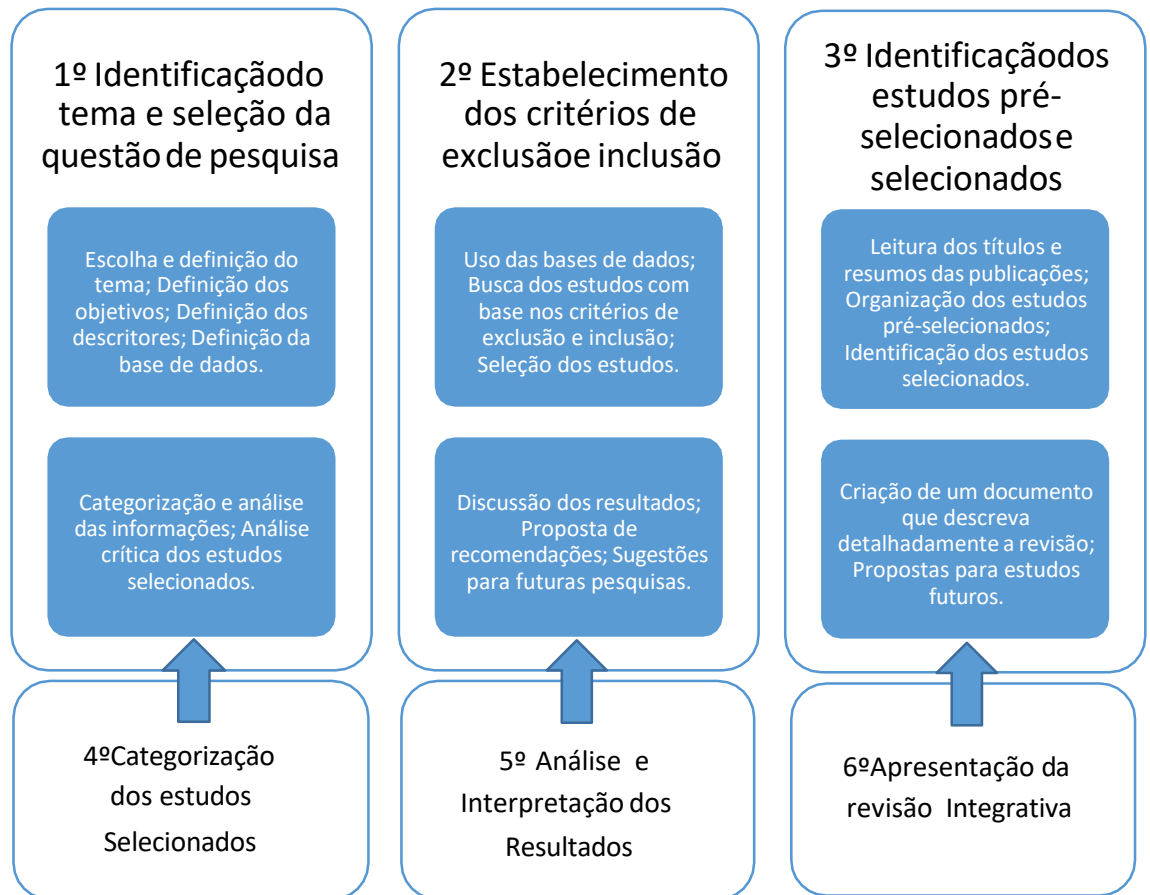 1º Identificaçãodo
tema e seleção da
questão de pesquisa
Escolha e definição do
tema; Definição dos
objetivos; Definição dos
descritores; Definição da
base de dados.
Categorização e análise
das informações; Análise
crítica dos estudos
selecionados.
4ºCategorização
dos estudos
Selecionados
2º Estabelecimento
dos critérios de
exclusãoe inclusão
Uso das bases de dados;
Busca dos estudos com
base nos critérios de
exclusão e inclusão;
Seleção dos estudos.
Discussão dos resultados;
Proposta de
recomendações; Sugestões
para futuras pesquisas.
5º Análise e
Interpretação dos
Resultados
3º Identificaçãodos
estudos pré-
selecionadose
selecionados
Leitura dos títulos e
resumos das publicações;
Organização dos estudos
pré-selecionados;
Identificação dos estudos
selecionados.
Criação de um documento
que descreva
detalhadamente a revisão;
Propostas para estudos
futuros.
6ºApresentação da
revisão Integrativa